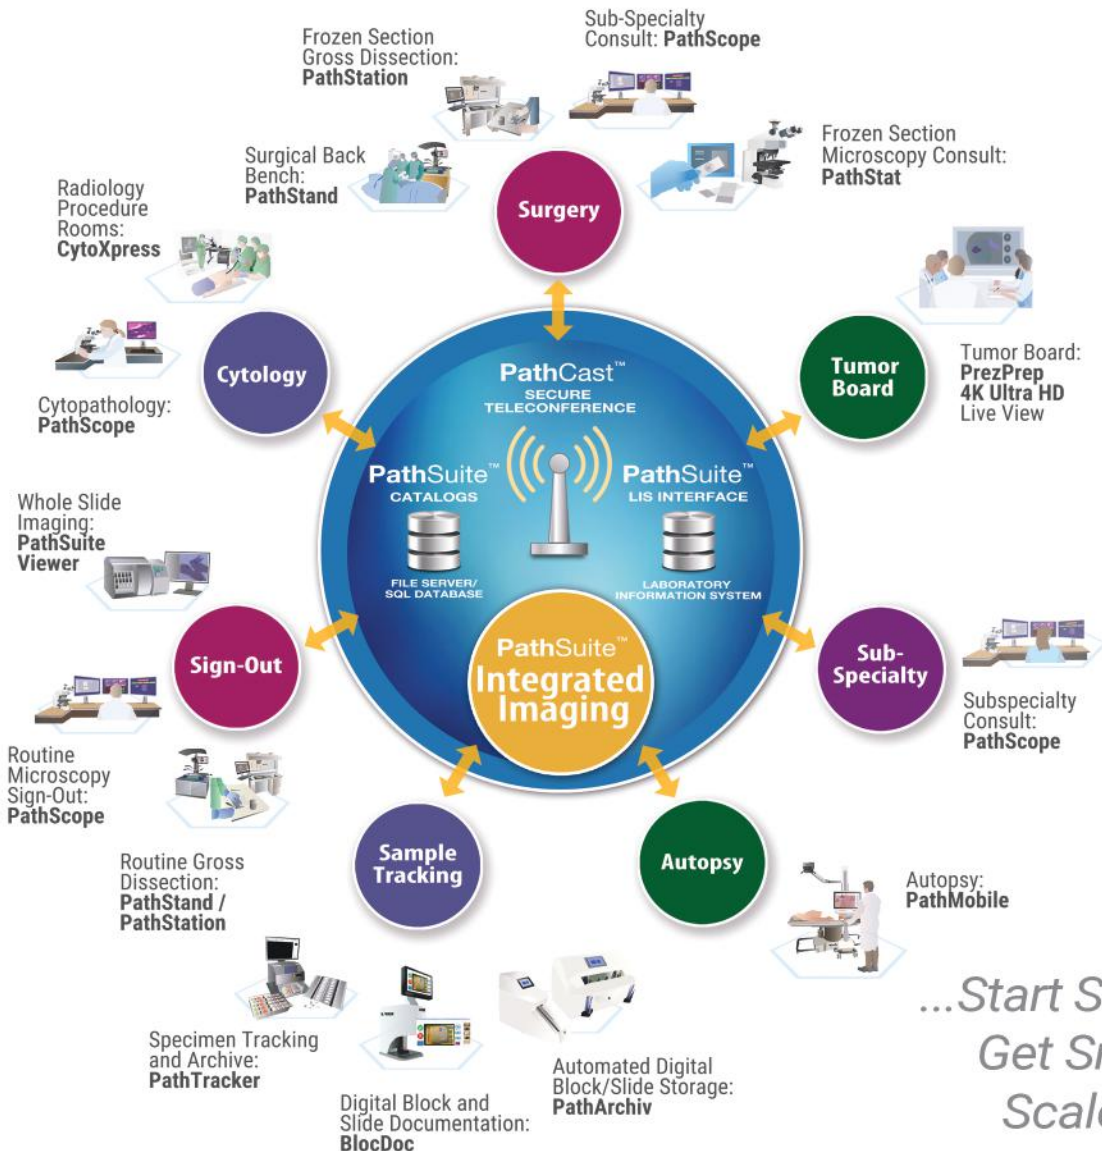 Frozen Section
Gross Dissection:
PathStation
Sub-Specialty
Consult: PathScope
Surgical Back
Bench:
PathStand
Frozen Section
Microscopy Consult:
PathStat
Radiology
Procedure
Rooms:
CytoXpress
Surgery
Cytology
Cytopathology:
PathScope
Tumor
Board
Tumor Board:
PrezPrep
4K Ultra HD
Live View
PathCast™
SECURE
TELECONFERENCE
PathSuite™
CATALOGS
FILE SERVER/
SQL DATABASE
PathSuite™
LIS INTERFACE
LABORATORY
INFORMATION SYSTEM
PathSuite™
Integrated
Imaging
Whole Slide
Imaging:
PathSuite
Viewer
Sign-Out
Routine
Microscopy
Sign-Out:
PathScope
Routine Gross
Dissection:
PathStand /
PathStation
Sub-
Specialty
Subspecialty
Consult:
PathScope
Sample
Tracking
Autopsy
Autopsy:
PathMobile
Specimen Tracking
and Archive:
PathTracker
Digital Block and
Slide Documentation:
BlocDoc
Automated Digital
Block/Slide Storage:
PathArchiv
...Start S
Get Sm
Scal